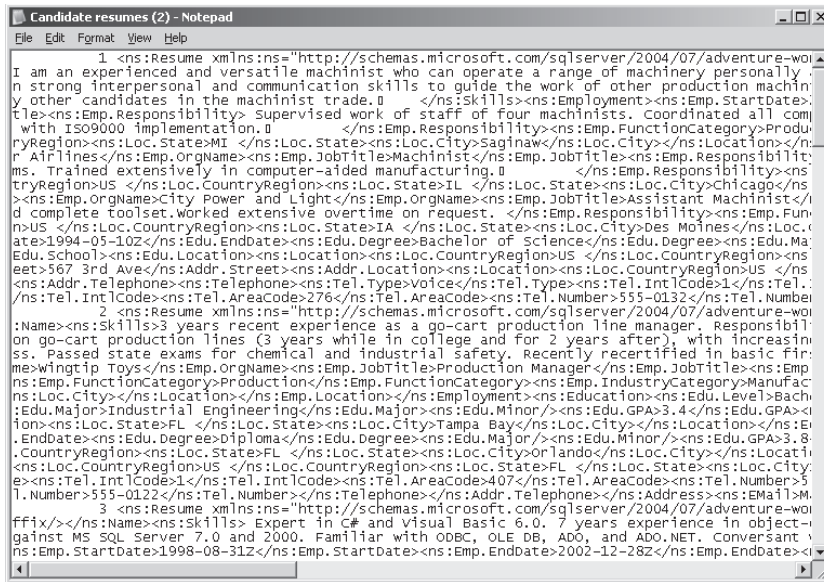 Candidate resumes (2) - Notepad
File Edit Format View Help
1 <ns:Resume xmlns:ns="http://schemas.microsoft.com/sqlserver/2004/07/adventure-wo
I am an experienced and versatile machinist who can operate a range of machinery personally
n strong interpersonal and communication skills to guide the work of other production machin
y other candidates in the machinist trade.▯ </ns:Skills><ns:Employment><ns:Emp.StartDate>
tle><ns:Emp.Responsibility> Supervised work of staff of four machinists. Coordinated all com
with ISO9000 implementation.▯ </ns:Emp.Responsibility><ns:Emp.FunctionCategory>Produ
ryRegion><ns:Loc.State>MI </ns:Loc.State><ns:Loc.City>Saginaw</ns:Loc.City></ns:Location></n
r Airlines</ns:Emp.OrgName><ns:Emp.JobTitle>Machinist</ns:Emp.JobTitle><ns:Emp.Responsibilit
ms. Trained extensively in computer-aided manufacturing.▯ </ns:Emp.Responsibility><ns
tryRegion>US </ns:Loc.CountryRegion><ns:Loc.State>IL </ns:Loc.State><ns:Loc.City>Chicago</ns
><ns:Emp.OrgName>City Power and Light</ns:Emp.OrgName><ns:Emp.JobTitle>Assistant Machinist</
d complete toolset.Worked extensive overtime on request. </ns:Emp.Responsibility><ns:Emp.Fun
n>US </ns:Loc.CountryRegion><ns:Loc.State>IA </ns:Loc.State><ns:Loc.City>Des Moines</ns:Loc.
ate>1994-05-10Z</ns:Edu.EndDate><ns:Edu.Degree>Bachelor of Science</ns:Edu.Degree><ns:Edu.Ma
Edu.School><ns:Edu.Location><ns:Location><ns:Loc.CountryRegion>US </ns:Loc.CountryRegion><ns
eet>567 3rd Ave</ns:Addr.Street><ns:Addr.Location><ns:Location><ns:Loc.CountryRegion>US </ns
<ns:Addr.Telephone><ns:Telephone><ns:Tel.Type>Voice</ns:Tel.Type><ns:Tel.IntlCode>1</ns:Tel.
/ns:Tel.IntlCode><ns:Tel.AreaCode>276</ns:Tel.AreaCode><ns:Tel.Number>555-0132</ns:Tel.Number
2 <ns:Resume xmlns:ns="http://schemas.microsoft.com/sqlserver/2004/07/adventure-wo
:Name><ns:Skills>3 years recent experience as a go-cart production line manager. Responsibil
on go-cart production lines (3 years while in college and for 2 years after), with increasin
ss. Passed state exams for chemical and industrial safety. Recently recertified in basic fir
me>Wingtip Toys</ns:Emp.OrgName><ns:Emp.JobTitle>Production Manager</ns:Emp.JobTitle><ns:Emp
ns:Emp.FunctionCategory>Production</ns:Emp.FunctionCategory><ns:Emp.IndustryCategory>Manufac
ns:Loc.City></ns:Location></ns:Emp.Location></ns:Employment><ns:Education><ns:Edu.Level>Bach
:Edu.Major>Industrial Engineering</ns:Edu.Major><ns:Edu.Minor/><ns:Edu.GPA>3.4</ns:Edu.GPA><
ion><ns:Loc.State>FL </ns:Loc.State><ns:Loc.City>Tampa Bay</ns:Loc.City></ns:Location></ns:E
.EndDate><ns:Edu.Degree>Diploma</ns:Edu.Degree><ns:Edu.Major/><ns:Edu.Minor/><ns:Edu.GPA>3.8
.CountryRegion><ns:Loc.State>FL </ns:Loc.State><ns:Loc.City>Orlando</ns:Loc.City></ns:Locati
<ns:Loc.CountryRegion>US </ns:Loc.CountryRegion><ns:Loc.State>FL </ns:Loc.State><ns:Loc.City
e><ns:Tel.IntlCode>1</ns:Tel.IntlCode><ns:Tel.AreaCode>407</ns:Tel.AreaCode><ns:Tel.Number>5
l.Number>555-0122</ns:Tel.Number></ns:Telephone></ns:Addr.Telephone></ns:Address><ns:EMail>M
3 <ns:Resume xmlns:ns="http://schemas.microsoft.com/sqlserver/2004/07/adventure-wo
ffix/></ns:Name><ns:Skills> Expert in C# and Visual Basic 6.0. 7 years experience in object-
gainst MS SQL Server 7.0 and 2000. Familiar with ODBC, OLE DB, ADO, and ADO.NET. Conversant
ns:Emp.StartDate>1998-08-31Z</ns:Emp.StartDate><ns:Emp.EndDate>2002-12-28Z</ns:Emp.EndDate><